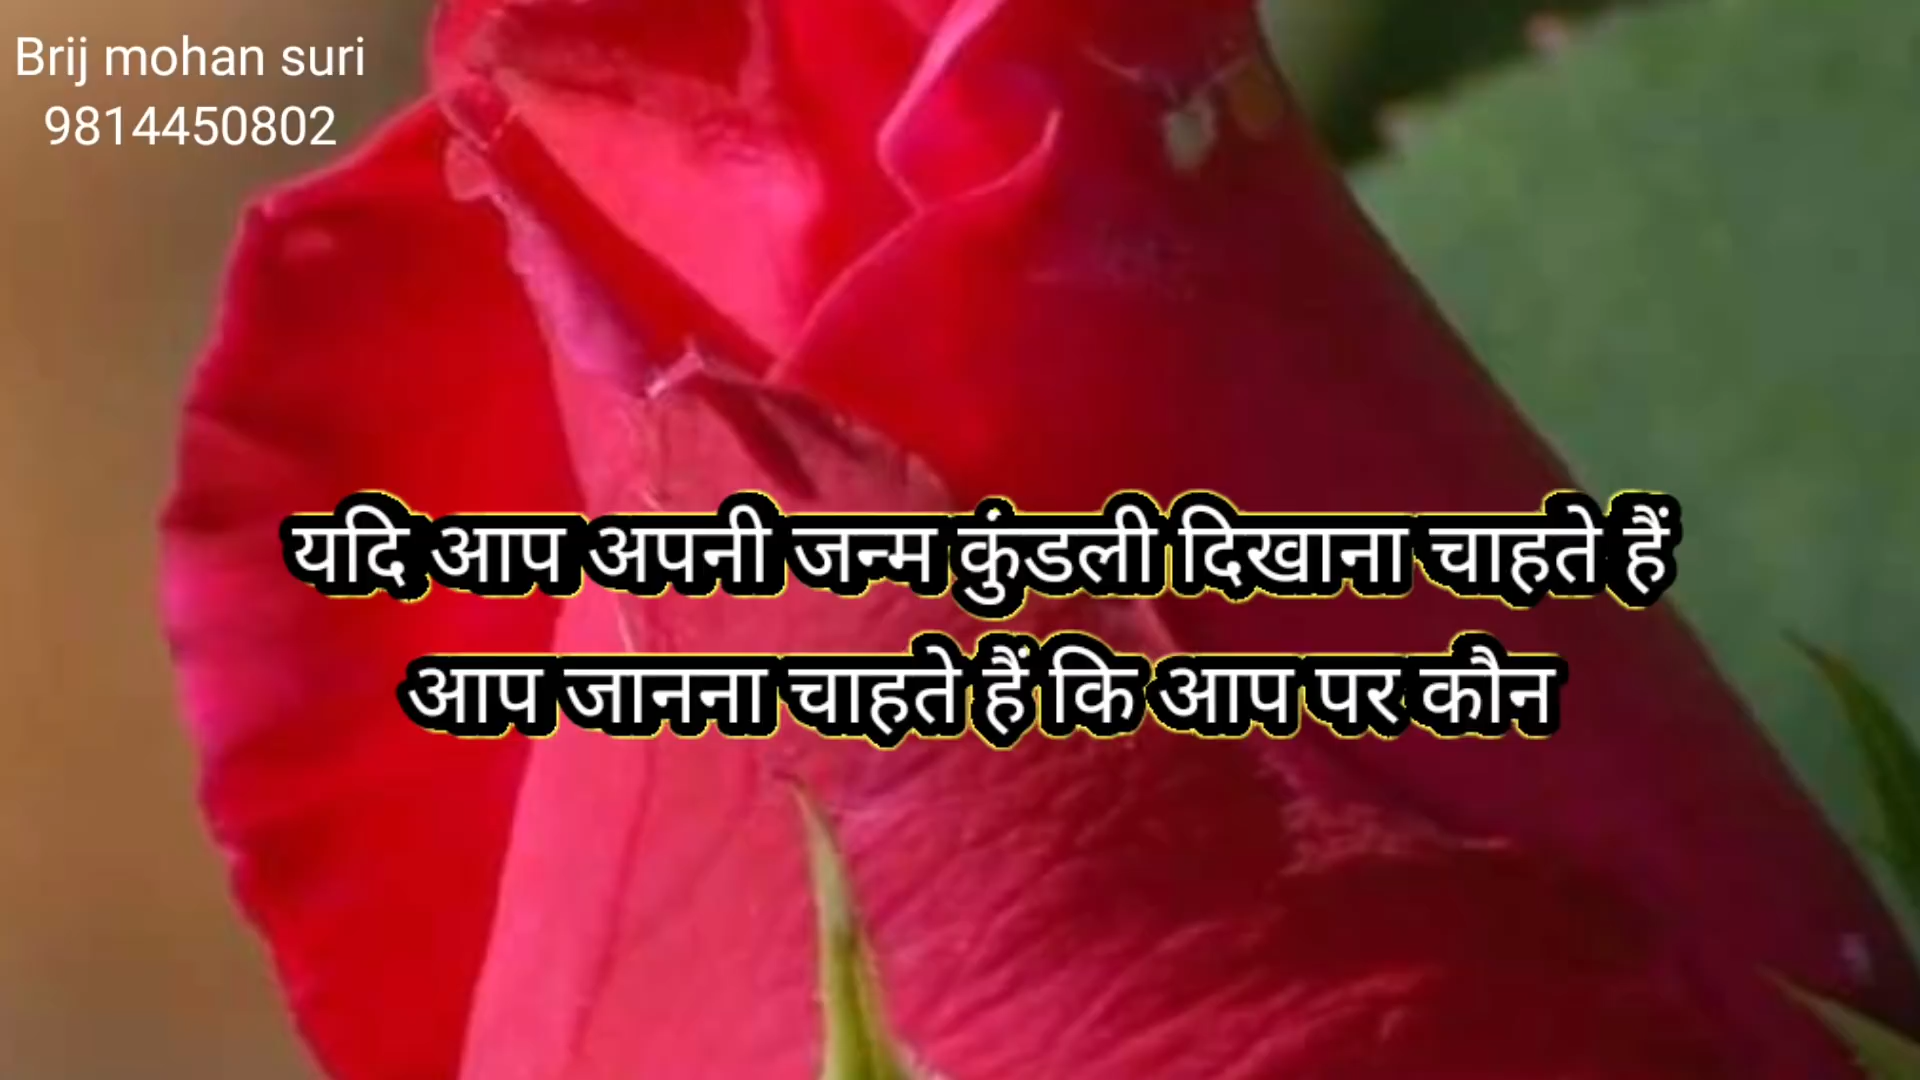 Brij mohan suri
9814450802
यदि आप अपनी जन्म कुंडली दिखाना चाहते हैं
आप जानना चाहते हैं कि आप पर कौन